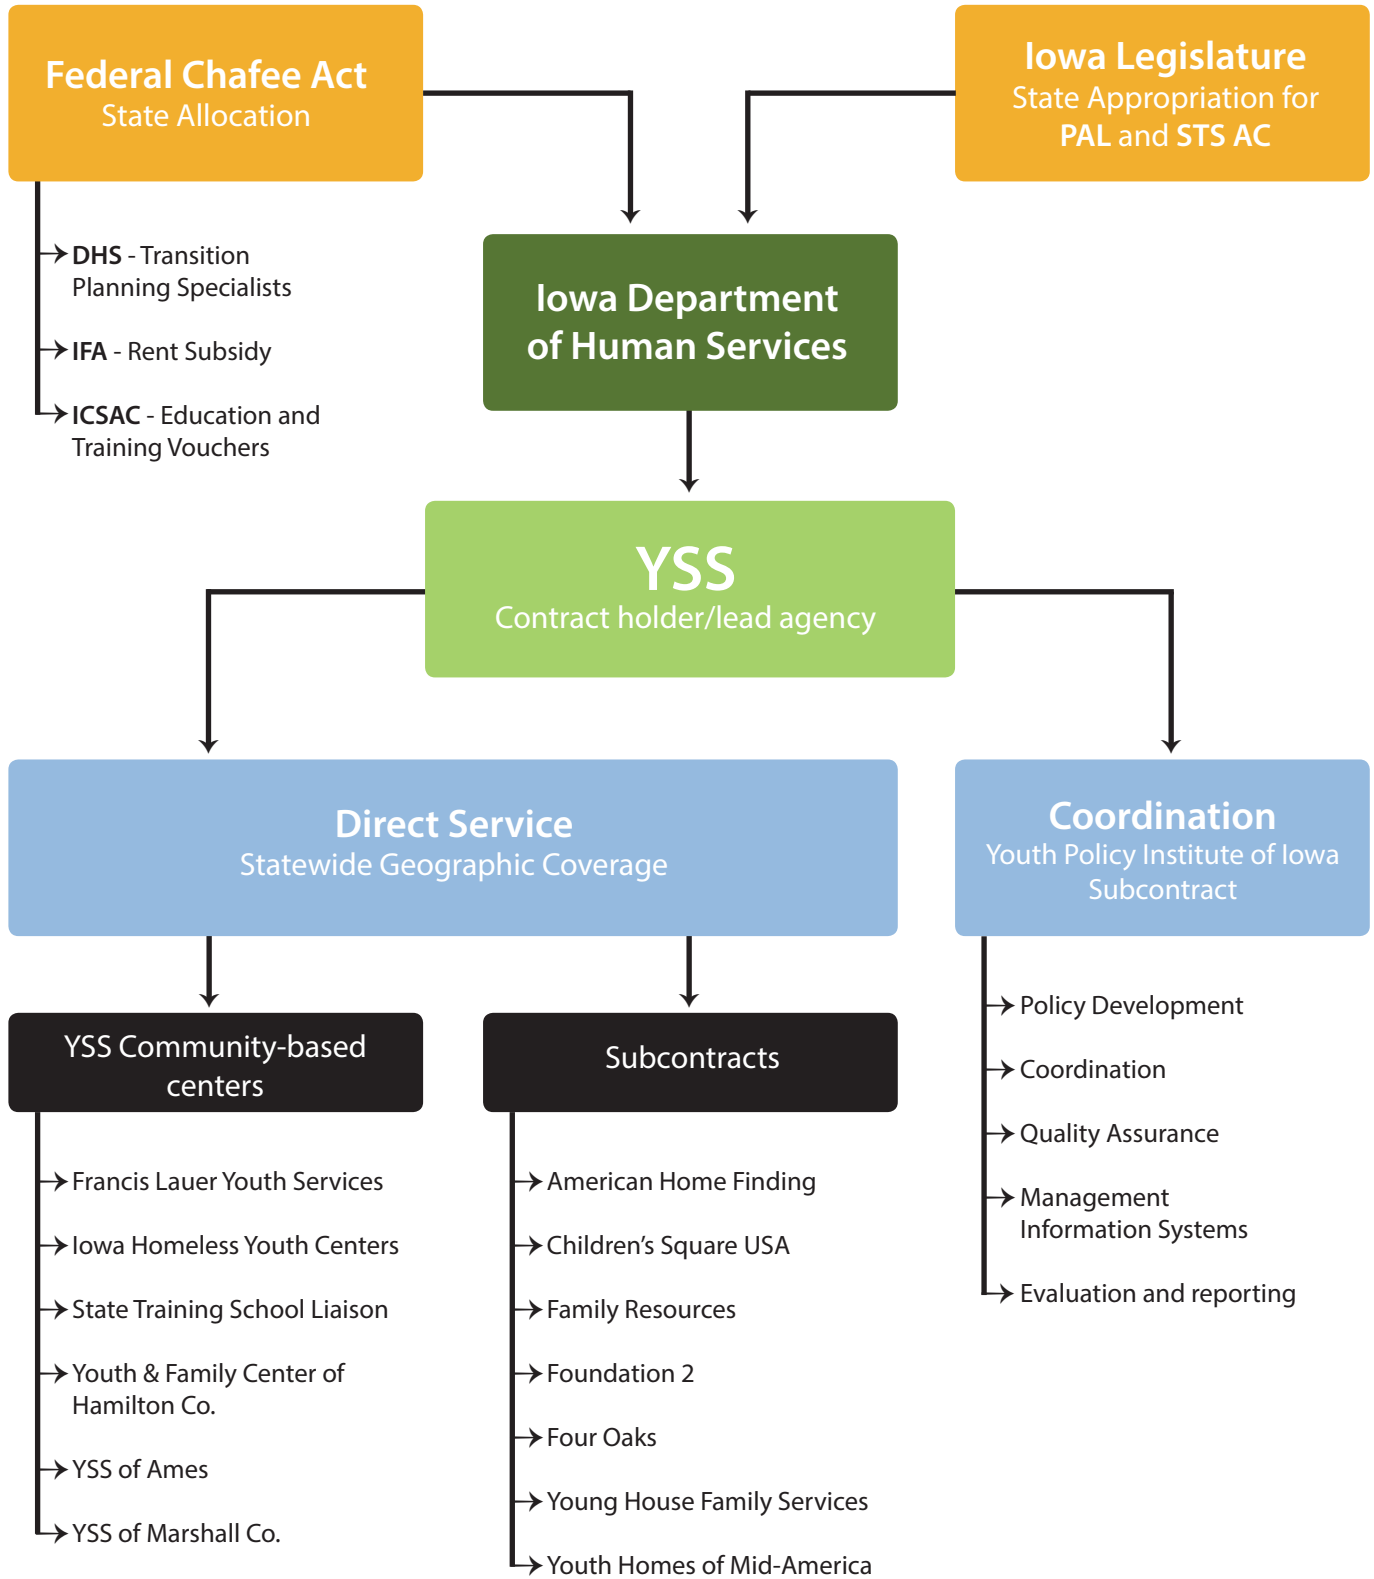 Federal Chafee Act
State Allocation
Iowa Legislature
State Appropriation for
PAL and STS AC
DHS - Transition
Planning Specialists
IFA - Rent Subsidy
ICSAC - Education and
Training Vouchers
Iowa Department
of Human Services
YSS
Contract holder/lead agency
Direct Service
Statewide Geographic Coverage
Coordination
Youth Policy Institute of Iowa
Subcontract
YSS Community-based
centers
Francis Lauer Youth Services
Iowa Homeless Youth Centers
State Training School Liaison
Youth & Family Center of
Hamilton Co.
YSS of Ames
YSS of Marshall Co.
Subcontracts
American Home Finding
Children’s Square USA
Family Resources
Foundation 2
Four Oaks
Young House Family Services
Youth Homes of Mid-America
Policy Development
Coordination
Quality Assurance
Management
Information Systems
Evaluation and reporting